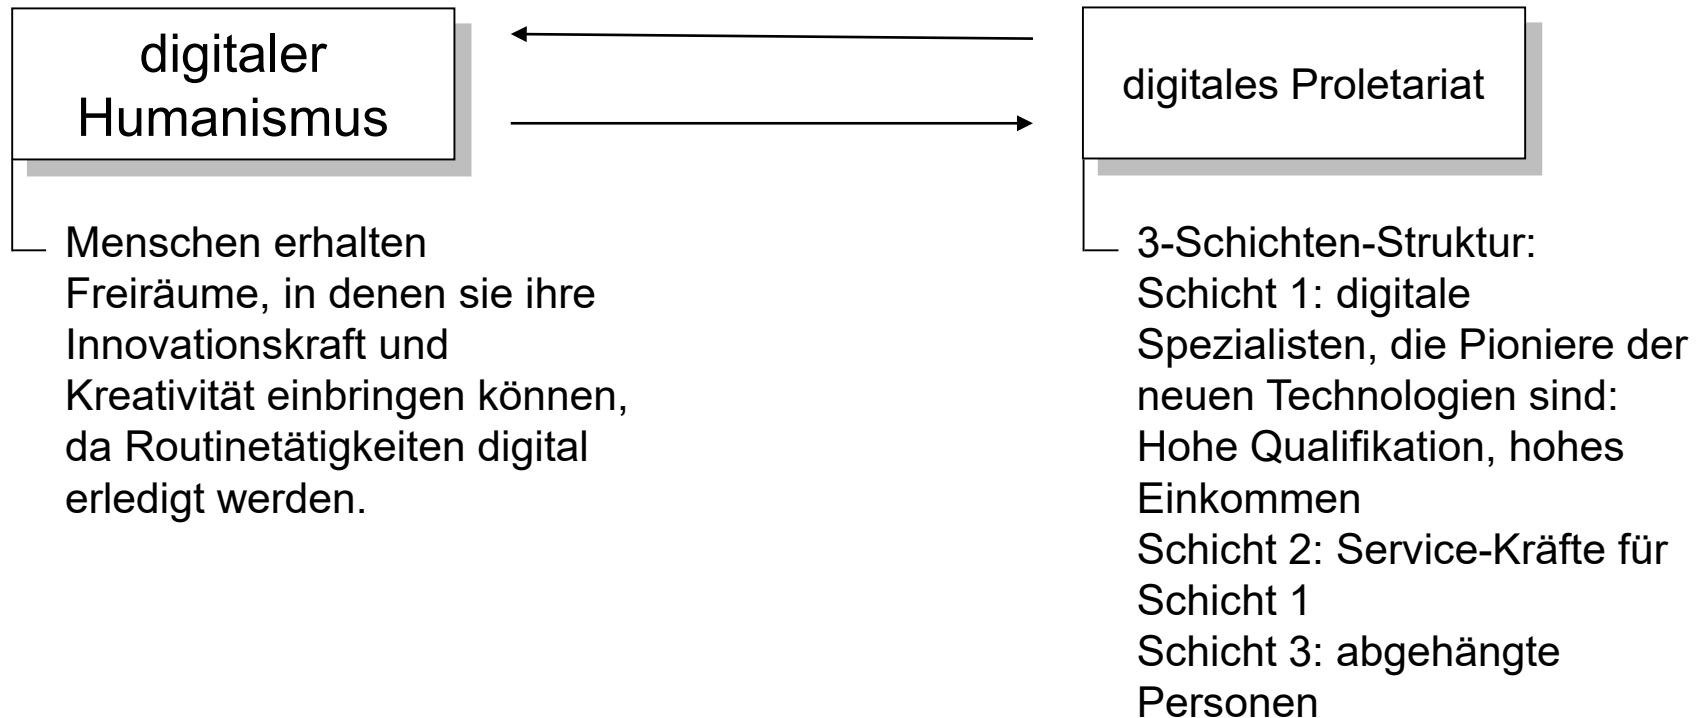 digitaler
Humanismus
Menschen erhalten
Freiräume, in denen sie ihre
Innovationskraft und
Kreativität einbringen können,
da Routinetätigkeiten digital
erledigt werden.
digitales Proletariat
3-Schichten-Struktur:
Schicht 1: digitale
Spezialisten, die Pioniere der
neuen Technologien sind:
Hohe Qualifikation, hohes
Einkommen
Schicht 2: Service-Kräfte für
Schicht 1
Schicht 3: abgehängte
Personen